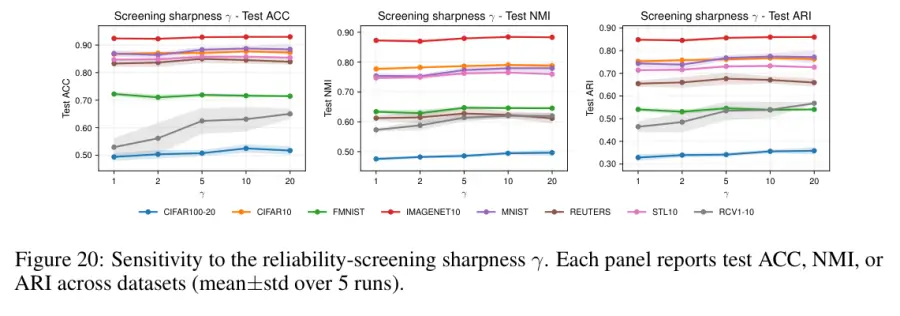 Screening sharpness γ - Test ACC
Test ACC
0.90
0.80
0.70
0.60
0.50
1 2 5 10 20
γ
Screening sharpness γ - Test NMI
Test NMI
0.90
0.80
0.70
0.60
0.50
1 2 5 10 20
γ
Screening sharpness γ - Test ARI
Test ARI
0.90
0.80
0.70
0.60
0.50
0.40
0.30
1 2 5 10 20
γ
CIFAR100-20 CIFAR10 FMNIST IMAGENET10 MNIST REUTERS STL10 RCV1-10
Figure 20: Sensitivity to the reliability-screening sharpness γ. Each panel reports test ACC, NMI, or
ARI across datasets (mean±std over 5 runs).